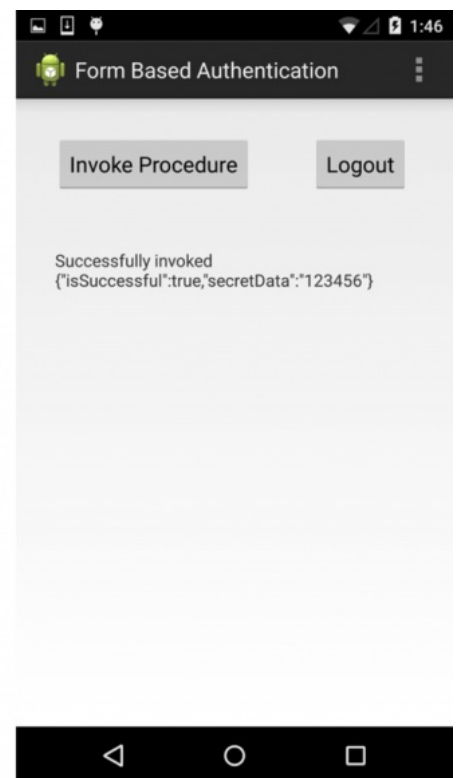 1:46
Form Based Authentication
Invoke Procedure
Logout
Successfully invoked
{"isSuccessful":true,"secretData":"123456"}